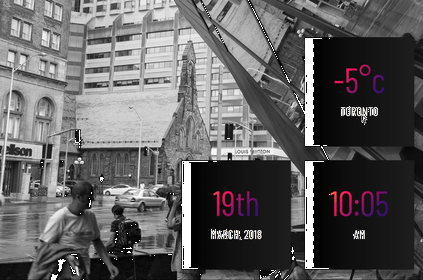 -5°c
TORONTO
LOUIS VUITTON
19th
MARCH, 2018
10:05
AM